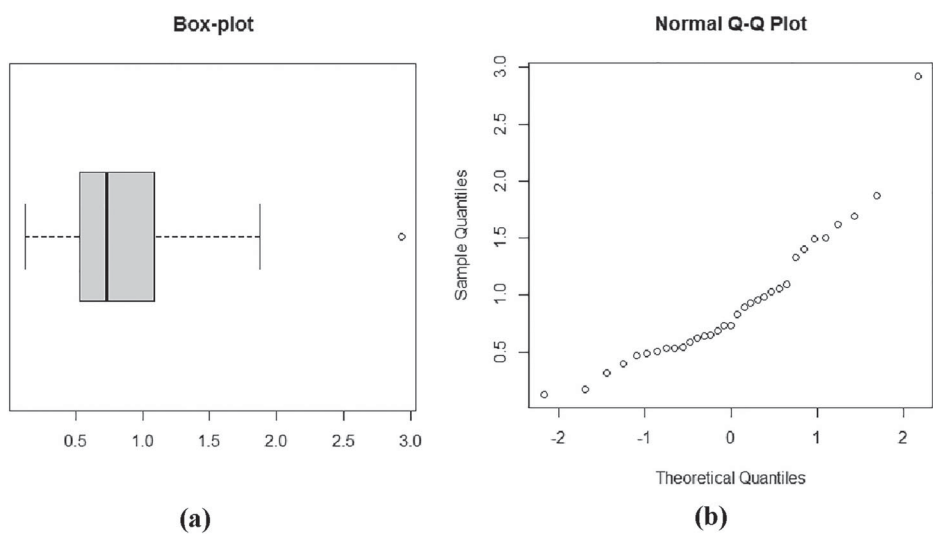 Box-plot
0.5 1.0 1.5 2.0 2.5 3.0
(a)
Normal Q-Q Plot
Sample Quantiles
3.0
2.5
2.0
1.5
1.0
0.5
-2 -1 0 1 2
Theoretical Quantiles
(b)